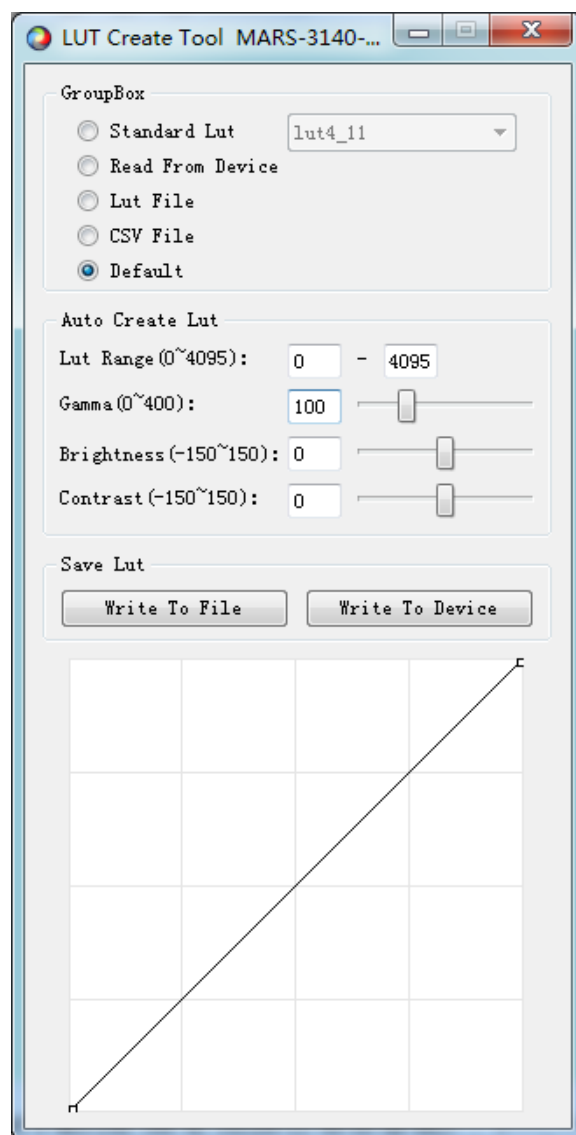 LUT Create Tool MARS-3140-...
GroupBox
Standard Lut lut4_11
Read From Device
Lut File
CSV File
Default
Auto Create Lut
Lut Range(0~4095): 0 - 4095
Gamma(0~400): 100
Brightness(-150~150): 0
Contrast(-150~150): 0
Save Lut
Write To File Write To Device